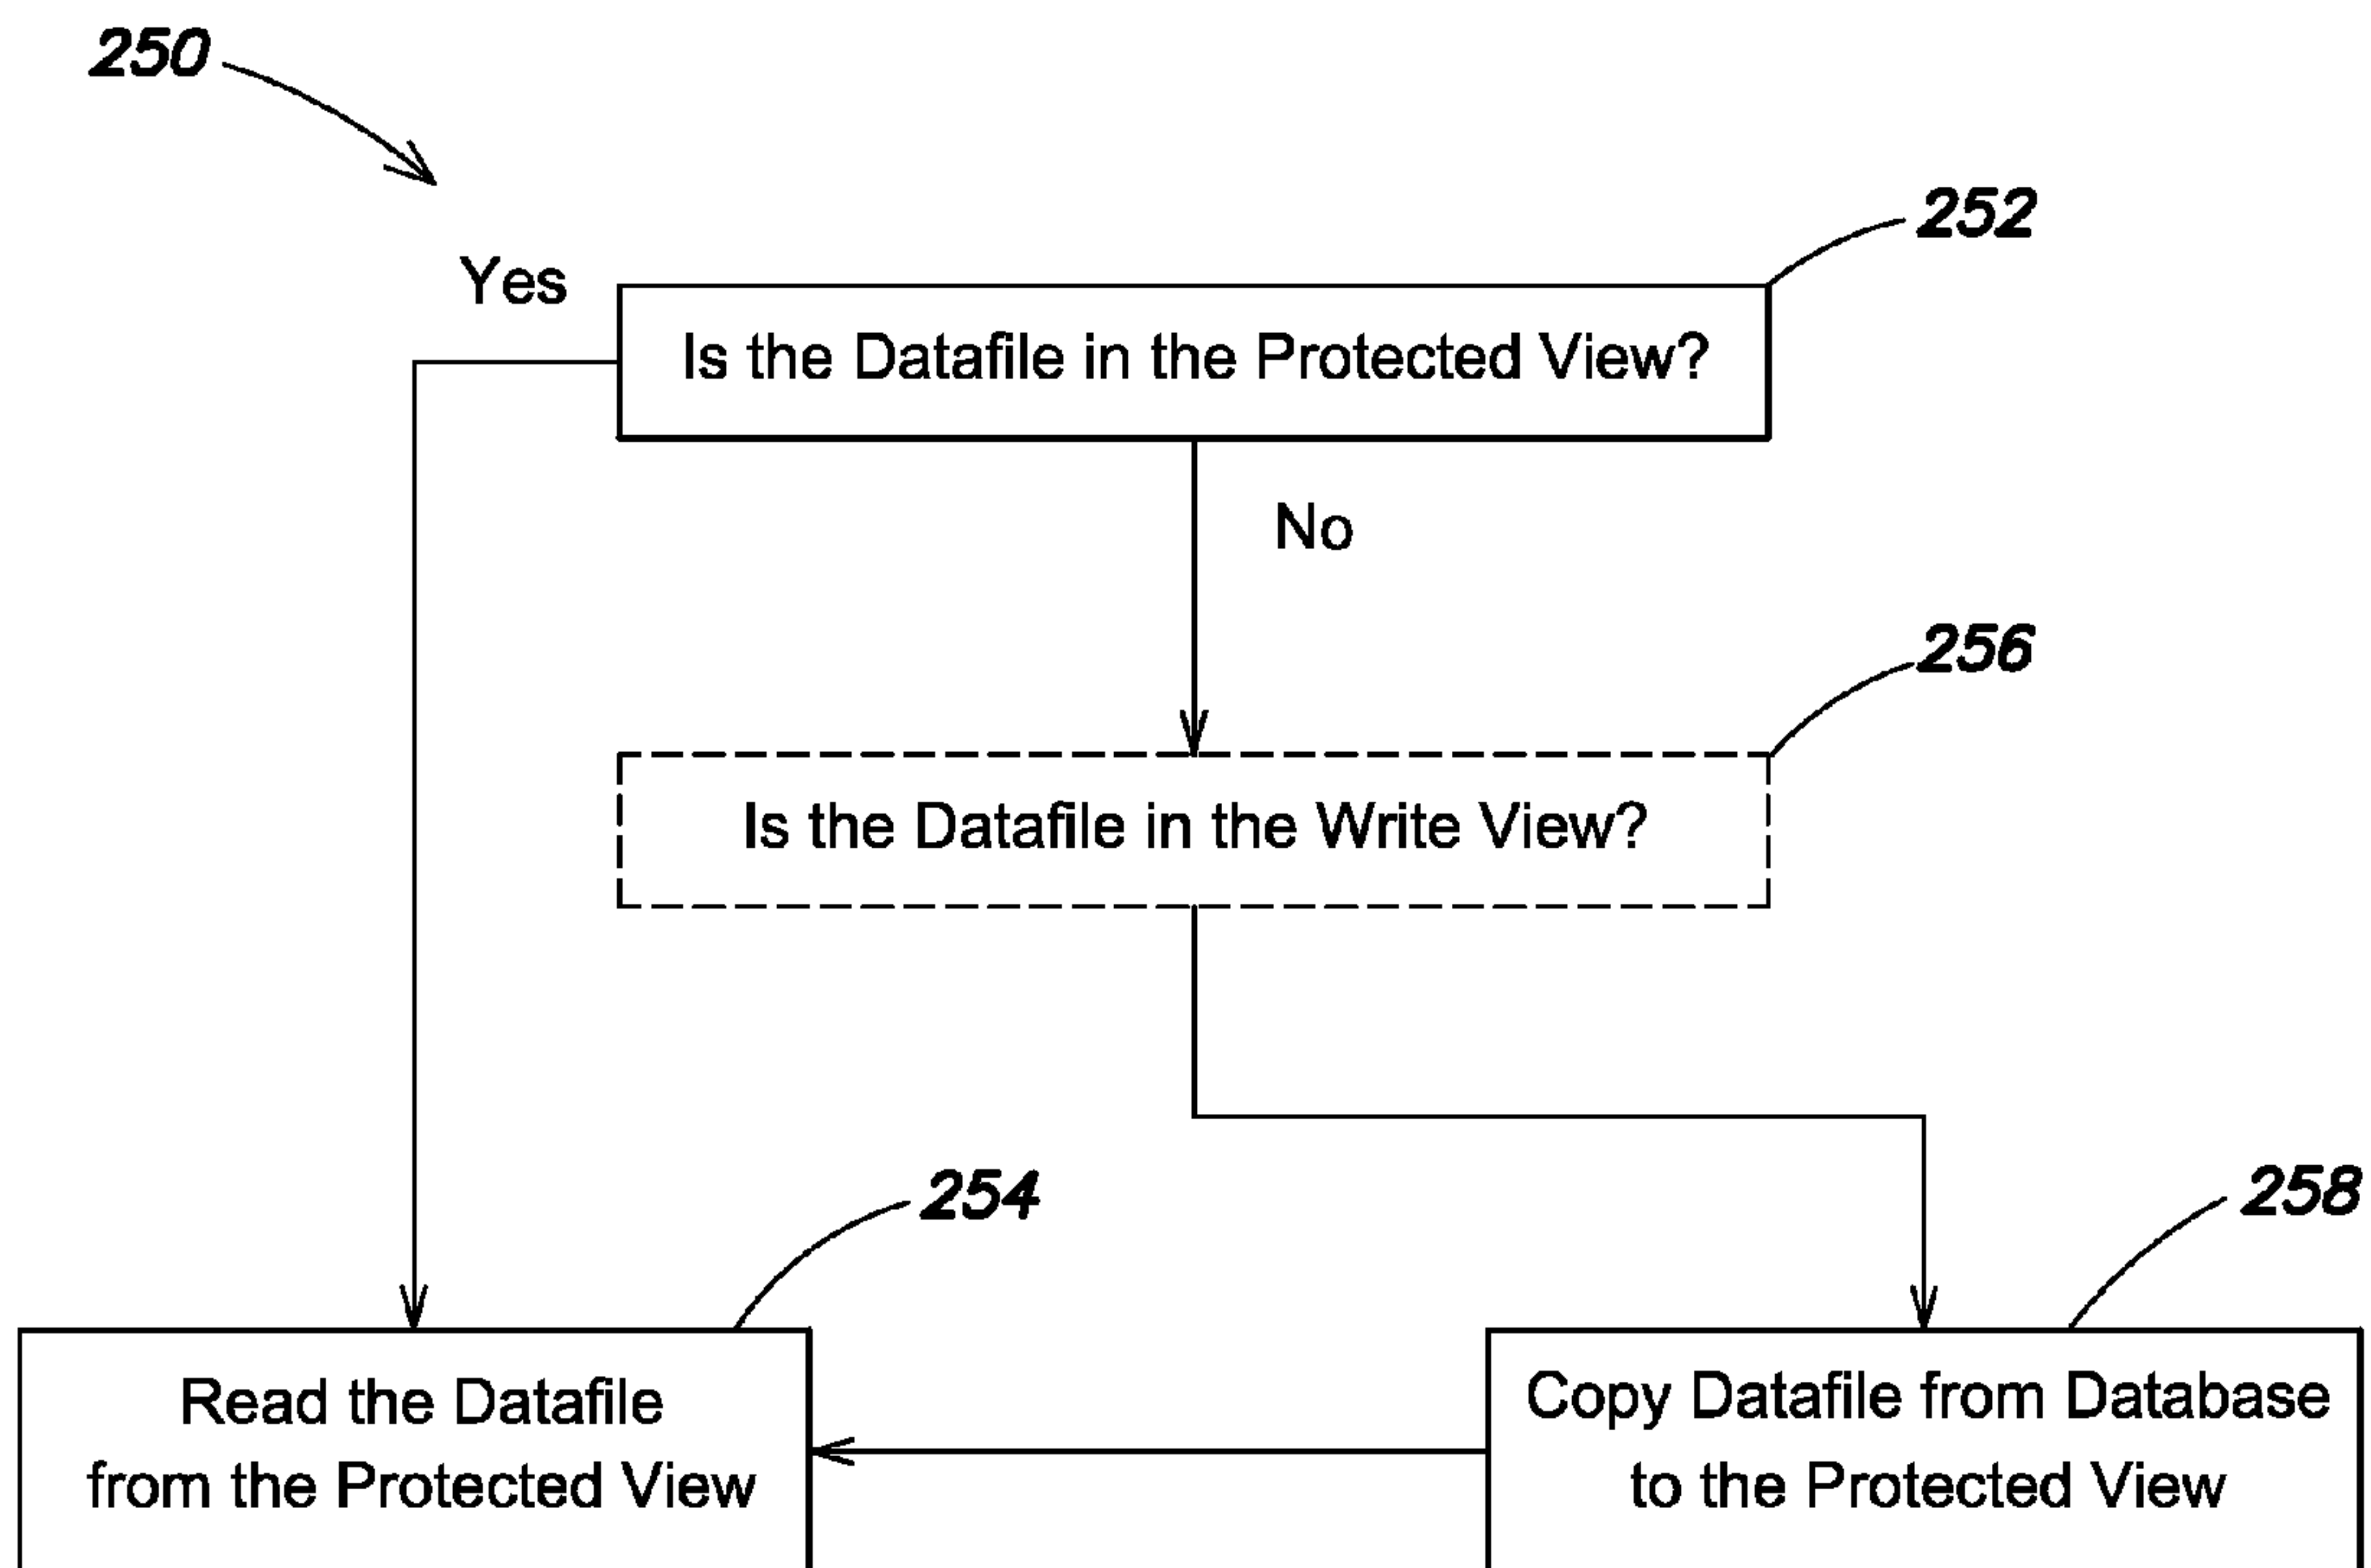 250
252
Yes
Is the Datafile in the Protected View?
No
256
Is the Datafile in the Write View?
254
258
Read the Datafile
from the Protected View
Copy Datafile from Database
to the Protected View